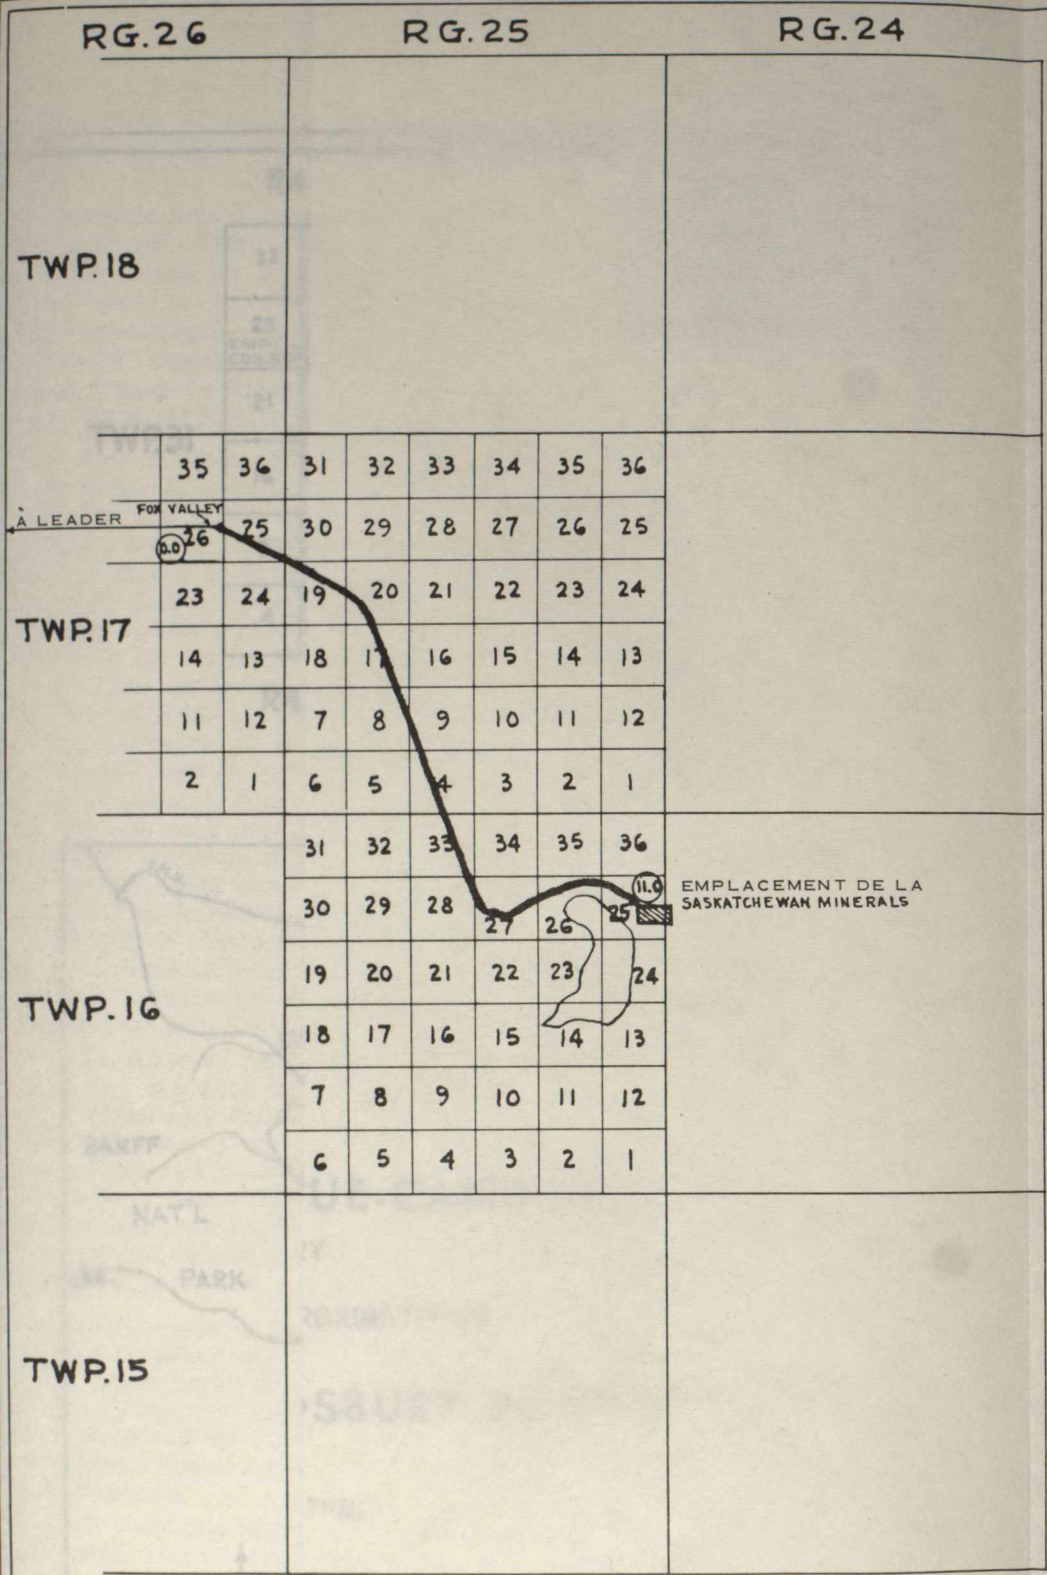 RG.26 RG.25 RG.24
TWP.18
35 36 31 32 33 34 35 36
À LEADER FOX VALLEY
0.0 26 25 30 29 28 27 26 25
23 24 19 20 21 22 23 24
TWP.17
14 13 18 17 16 15 14 13
11 12 7 8 9 10 11 12
2 1 6 5 4 3 2 1
31 32 33 34 35 36
11.0 EMPLACEMENT DE LA
SASKATCHEWAN MINERALS
30 29 28 27 26 25
19 20 21 22 23 24
TWP.16
18 17 16 15 14 13
7 8 9 10 11 12
6 5 4 3 2 1
TWP.15
BANFF
NAT'L
PARK
TWP.31